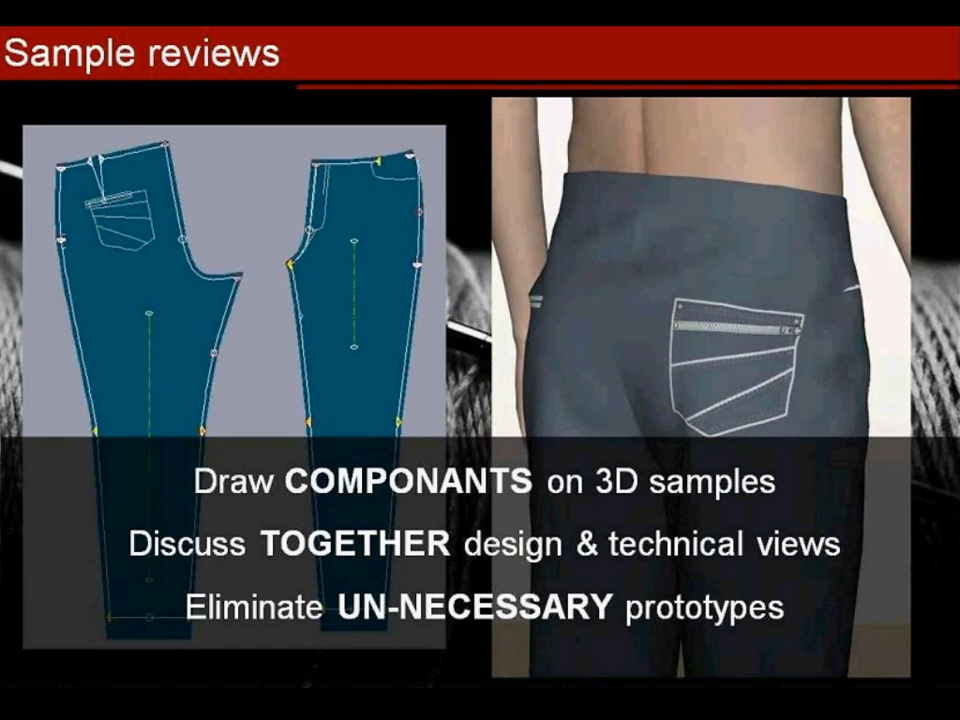 Sample reviews
Draw COMPONANTS on 3D samples
Discuss TOGETHER design & technical views
Eliminate UN-NECESSARY prototypes